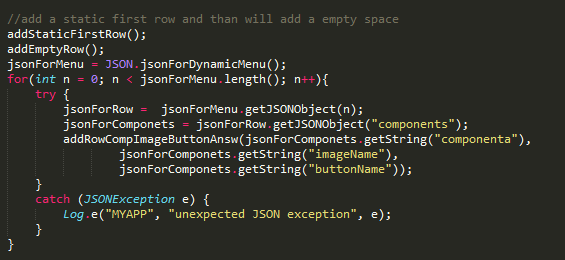 //add a static first row and than will add a empty space
addStaticFirstRow();
addEmptyRow();
jsonForMenu = JSON.jsonForDynamicMenu();
for(int n = 0; n < jsonForMenu.length(); n++){
    try {
        jsonForRow =  jsonForMenu.getJSONObject(n);
        jsonForComponets = jsonForRow.getJSONObject("components");
        addRowCompImageButtonAnsw(jsonForComponets.getString("componenta"),
                jsonForComponets.getString("imageName"),
                jsonForComponets.getString("buttonName"));
    }
    catch (JSONException e) {
        Log.e("MYAPP", "unexpected JSON exception", e);
    }
}